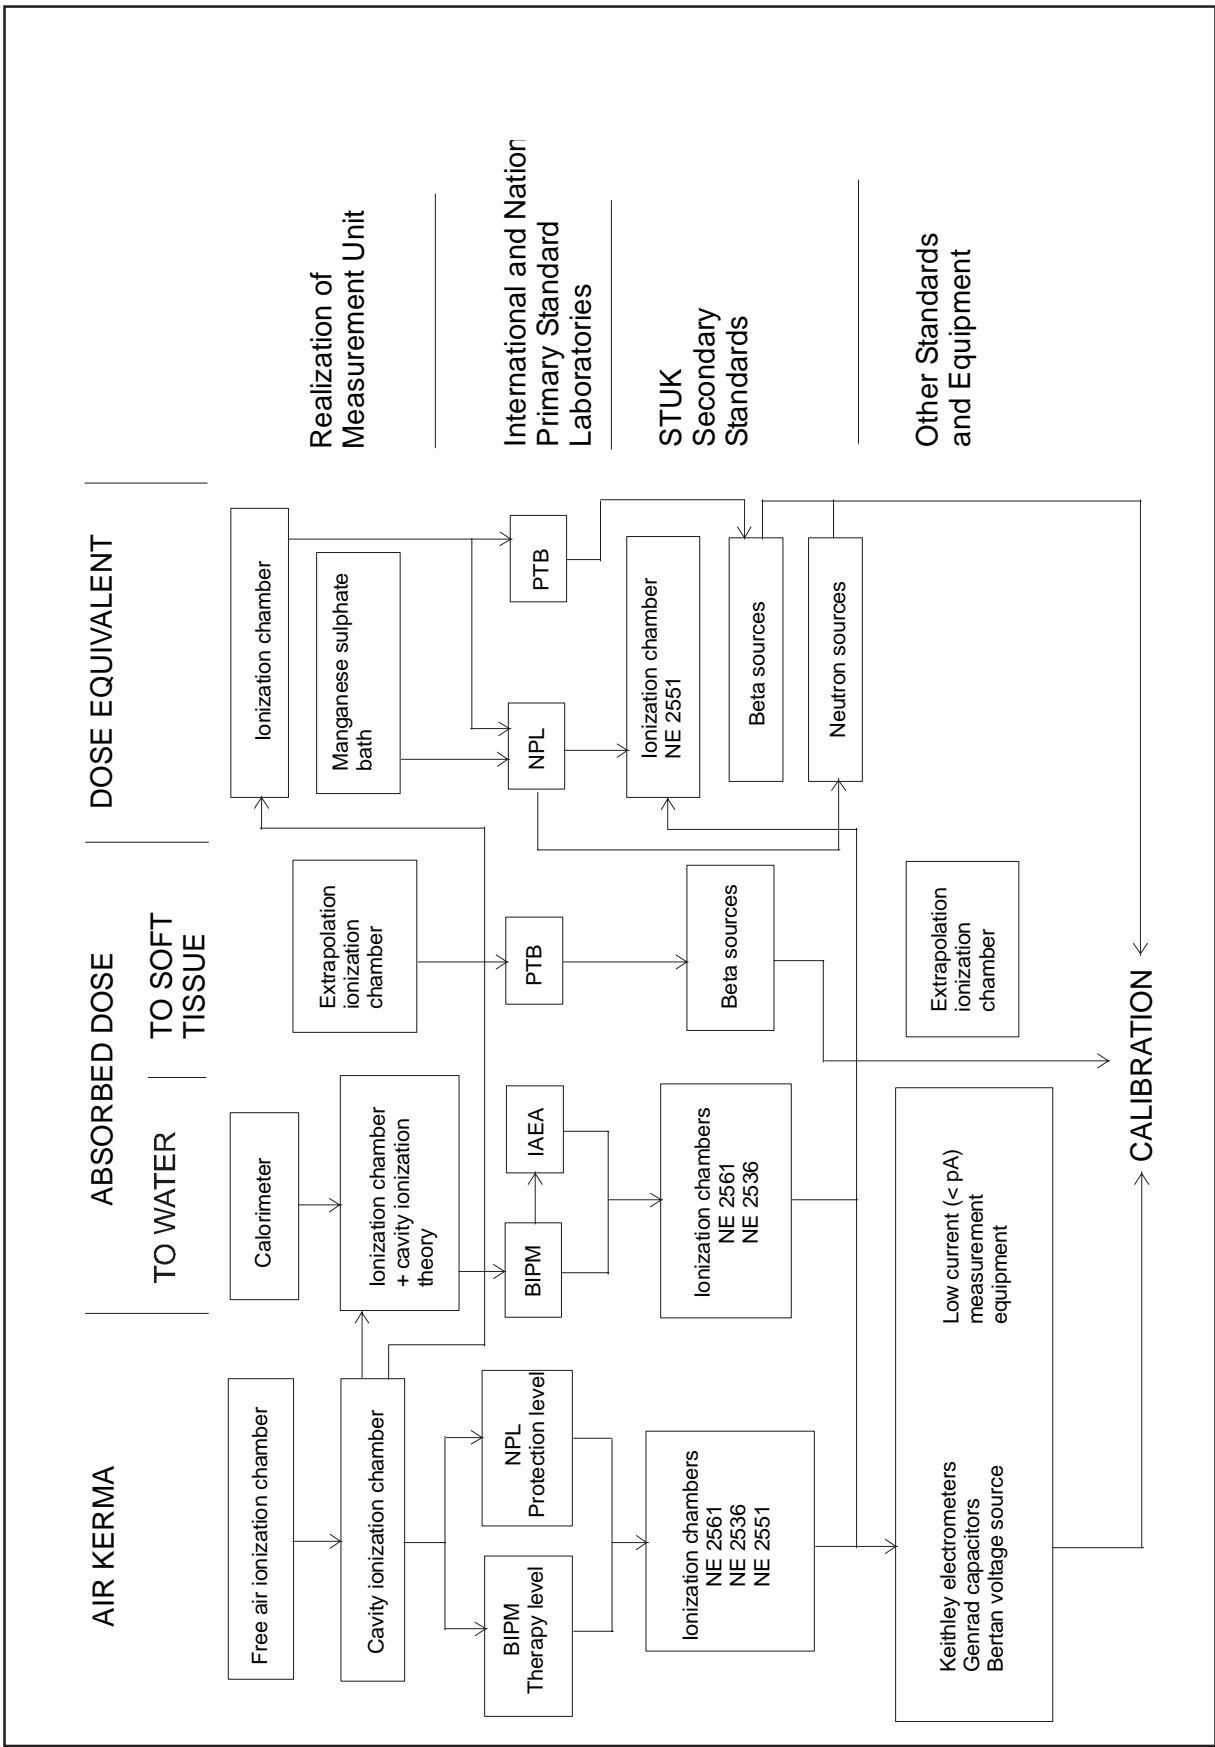 AIR KERMA
ABSORBED DOSE
TO WATER
TO SOFT
TISSUE
DOSE EQUIVALENT
Realization of
Measurement Unit
Free air ionization chamber
Cavity ionization chamber
Calorimeter
Ionization chamber
+ cavity ionization
theory
Extrapolation
ionization
chamber
Ionization chamber
Manganese sulphate
bath
International and Nation
Primary Standard
Laboratories
BIPM
Therapy level
NPL
Protection level
BIPM
IAEA
PTB
NPL
PTB
STUK
Secondary
Standards
Ionization chambers
NE 2561
NE 2536
NE 2551
Ionization chambers
NE 2561
NE 2536
Beta sources
Ionization chamber
NE 2551
Beta sources
Neutron sources
Other Standards
and Equipment
Keithley electrometers
Genrad capacitors
Bertan voltage source
Low current (< pA)
measurement
equipment
Extrapolation
ionization
chamber
CALIBRATION